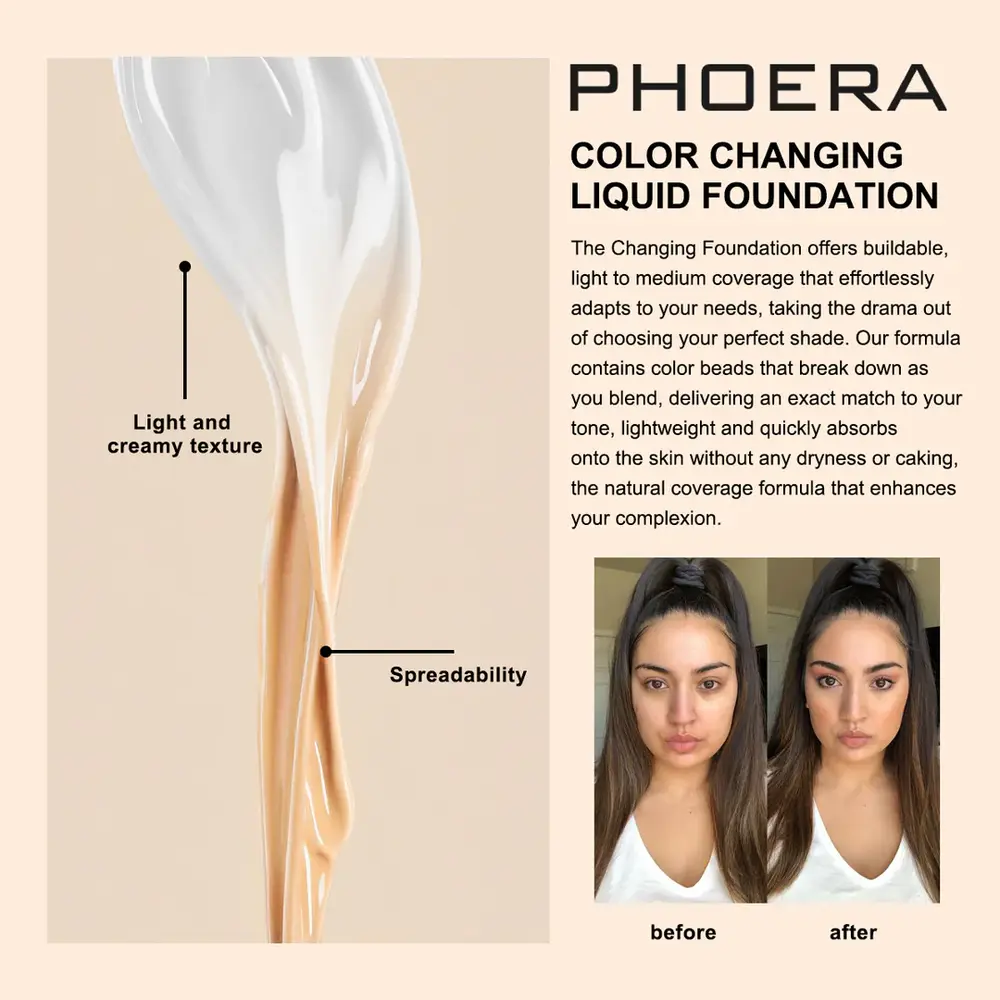 PHOERA
COLOR CHANGING
LIQUID FOUNDATION
The Changing Foundation offers buildable,
light to medium coverage that effortlessly
adapts to your needs, taking the drama out
of choosing your perfect shade. Our formula
contains color beads that break down as
you blend, delivering an exact match to your
tone, lightweight and quickly absorbs
onto the skin without any dryness or caking,
the natural coverage formula that enhances
your complexion.
Light and
creamy texture
Spreadability
before
after